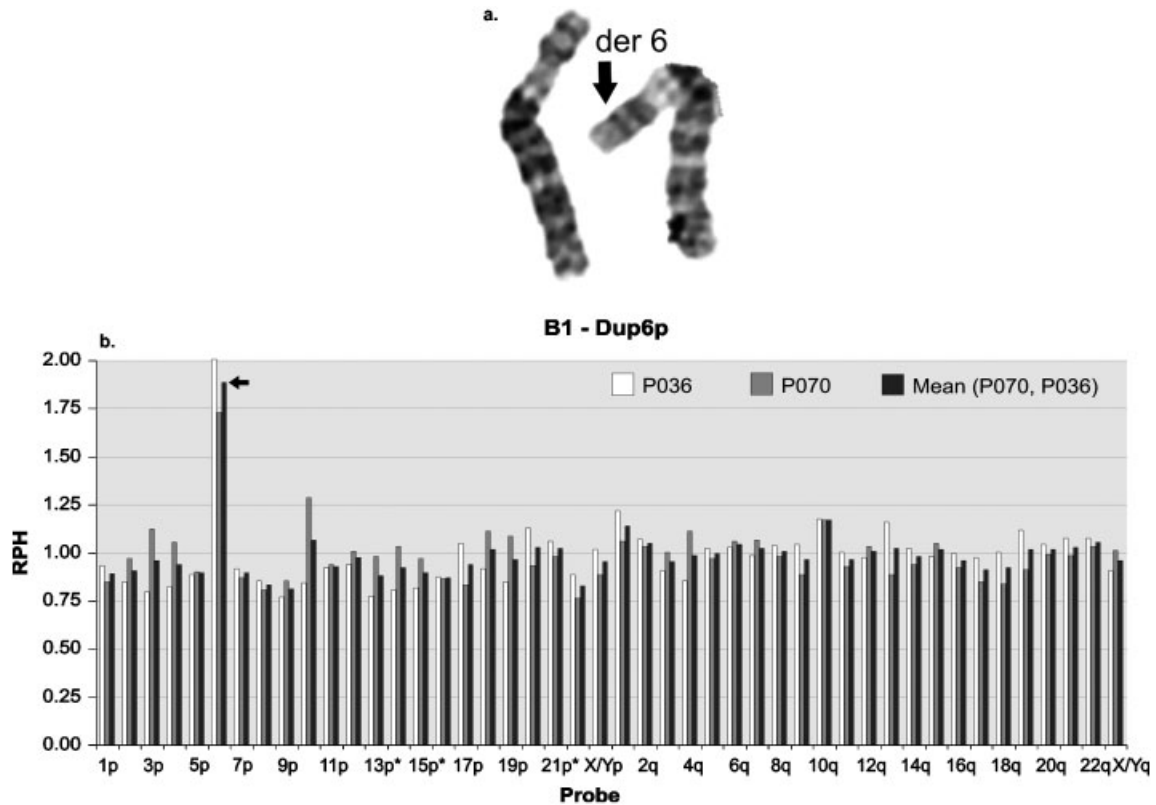 a.
der 6
B1 - Dup6p
b.
P036 P070 Mean (P070, P036)
2.00
1.75
1.50
1.25
1.00
0.75
0.50
0.25
0.00
RPH
1p 3p 5p 7p 9p 11p 13p* 15p* 17p 19p 21p* X/Yp 2q 4q 6q 8q 10q 12q 14q 16q 18q 20q 22q X/Yq
Probe